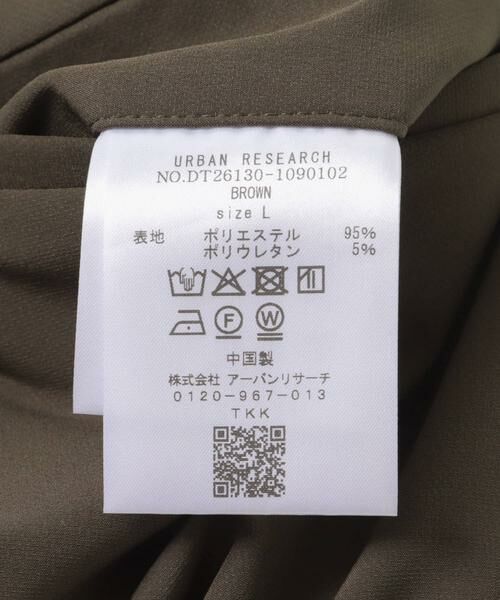 URBAN RESEARCH
NO.DT26130-1090102
BROWN
size L
表地 ポリエステル 95%
ポリウレタン 5%
F W
中国製
株式会社 アーバンリサーチ
0120-967-013
TKK